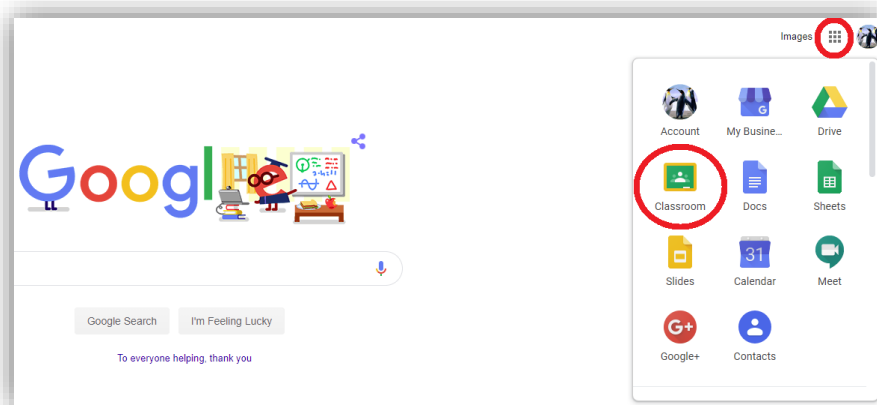 Images
Google
Account My Busine... Drive
Classroom Docs Sheets
31
Slides Calendar Meet
G+
Google+ Contacts
Google Search I'm Feeling Lucky
To everyone helping, thank you